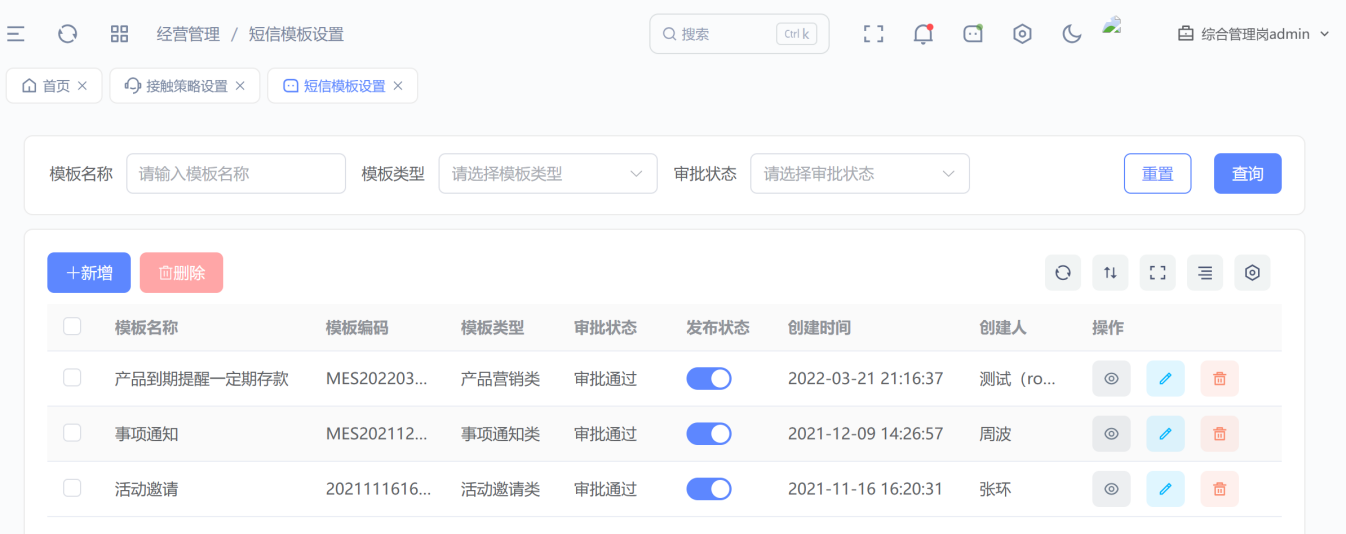 经营管理 / 短信模板设置 搜索 Ctrl k 综合管理岗admin
首页 接触策略设置 短信模板设置
模板名称 请输入模板名称 模板类型 请选择模板类型 审批状态 请选择审批状态 重置 查询
新增 删除
模板名称 模板编码 模板类型 审批状态 发布状态 创建时间 创建人 操作
产品到期提醒一定期存款 MES202203... 产品营销类 审批通过 2022-03-21 21:16:37 测试（ro...
事项通知 MES202112... 事项通知类 审批通过 2021-12-09 14:26:57 周波
活动邀请 2021111616... 活动邀请类 审批通过 2021-11-16 16:20:31 张环